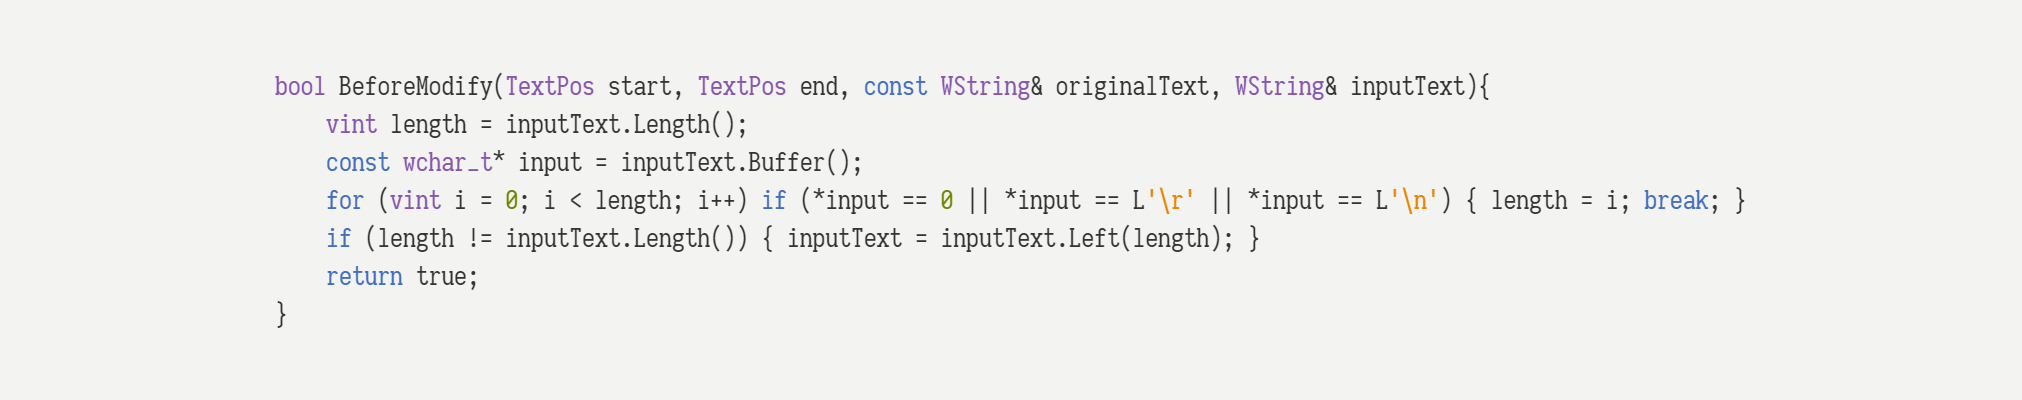 bool BeforeModify(TextPos start, TextPos end, const WString& originalText, WString& inputText){
    vint length = inputText.Length();
    const wchar_t* input = inputText.Buffer();
    for (vint i = 0; i < length; i++) if (*input == 0 || *input == L'\r' || *input == L'\n') { length = i; break; }
    if (length != inputText.Length()) { inputText = inputText.Left(length); }
    return true;
}